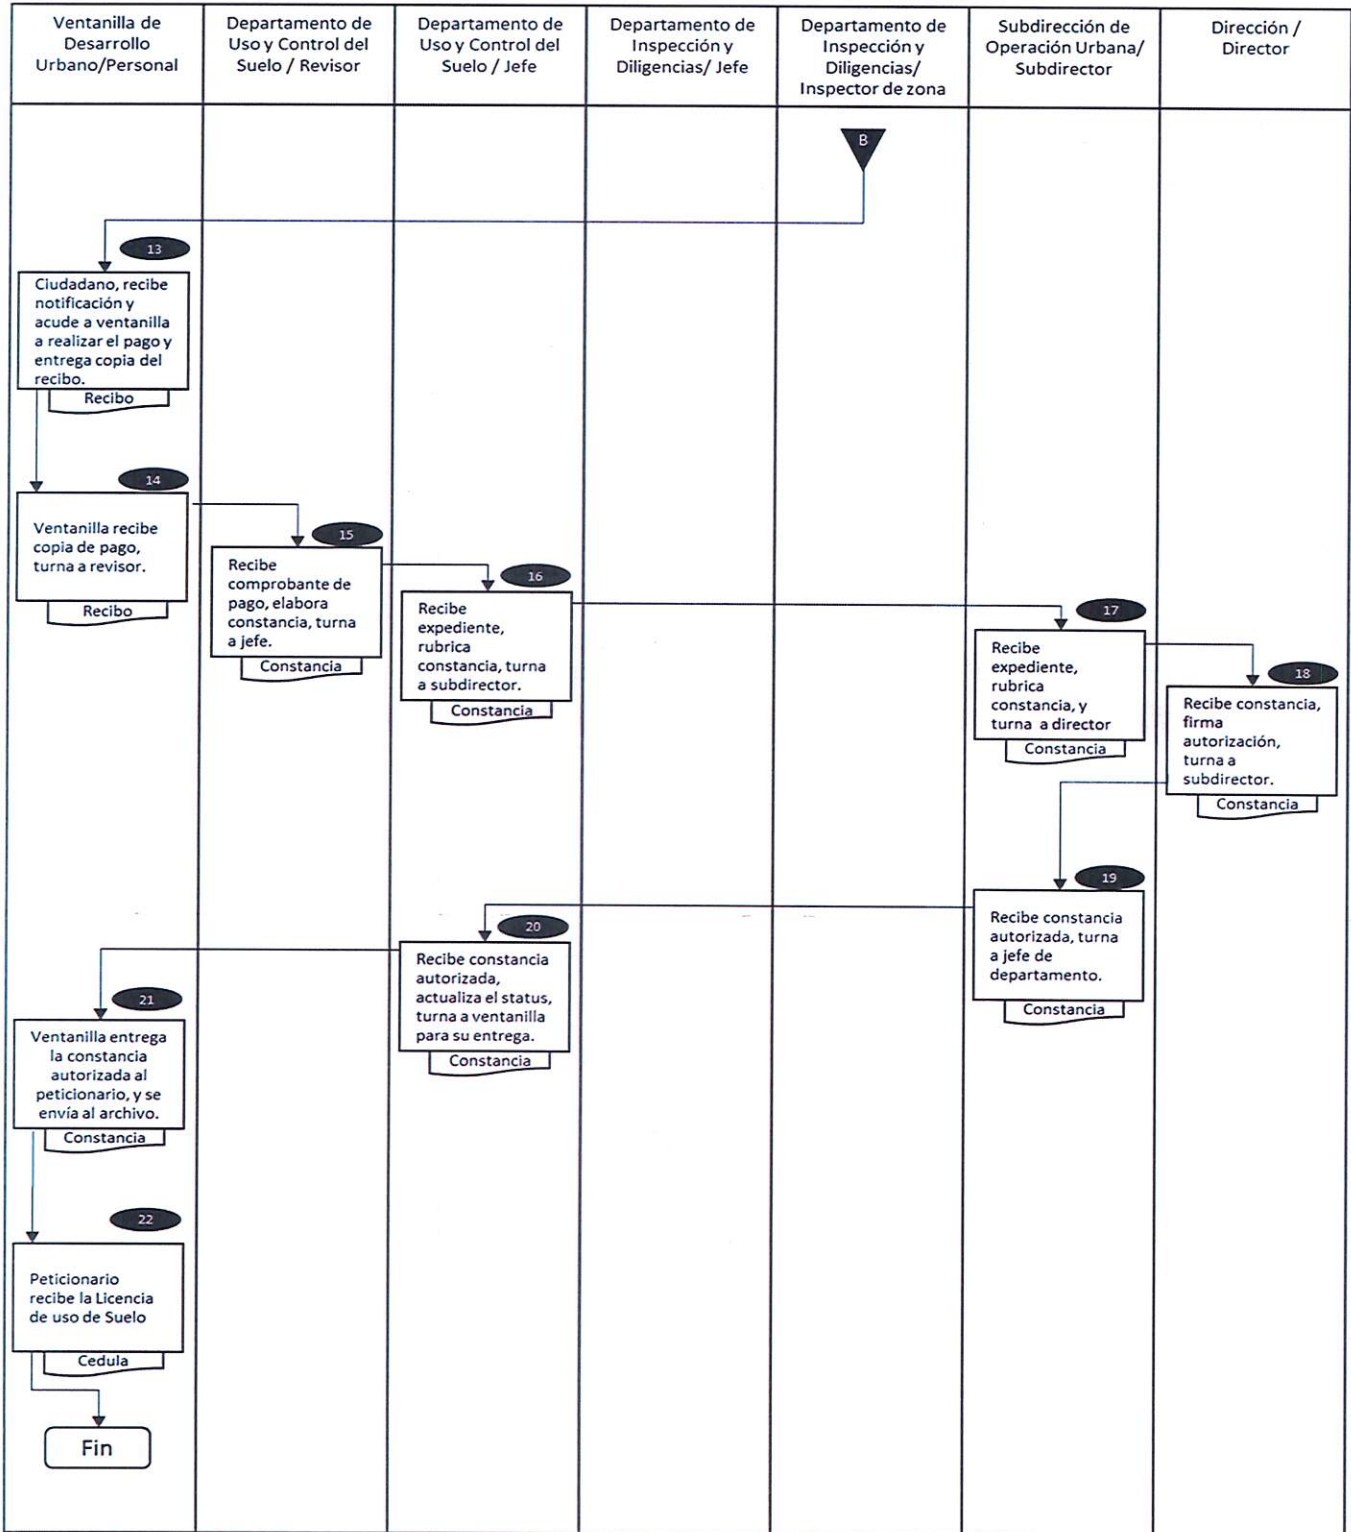 Ventanilla de
Desarrollo
Urbano/Personal
Departamento de
Uso y Control del
Suelo / Revisor
Departamento de
Uso y Control del
Suelo / Jefe
Departamento de
Inspección y
Diligencias/ Jefe
Departamento de
Inspección y
Diligencias/
Inspector de zona
Subdirección de
Operación Urbana/
Subdirector
Dirección /
Director
B
13
Ciudadano, recibe
notificación y
acude a ventanilla
a realizar el pago y
entrega copia del
recibo.
Recibo
14
Ventanilla recibe
copia de pago,
turna a revisor.
Recibo
15
Recibe
comprobante de
pago, elabora
constancia, turna
a jefe.
Constancia
16
Recibe
expediente,
rubrica
constancia, turna
a subdirector.
Constancia
17
Recibe
expediente,
rubrica
constancia, y
turna a director
Constancia
18
Recibe constancia,
firma
autorización,
turna a
subdirector.
Constancia
19
Recibe constancia
autorizada, turna
a jefe de
departamento.
Constancia
20
Recibe constancia
autorizada,
actualiza el status,
turna a ventanilla
para su entrega.
Constancia
21
Ventanilla entrega
la constancia
autorizada al
peticionario, y se
envía al archivo.
Constancia
22
Peticionario
recibe la Licencia
de uso de Suelo
Cedula
Fin